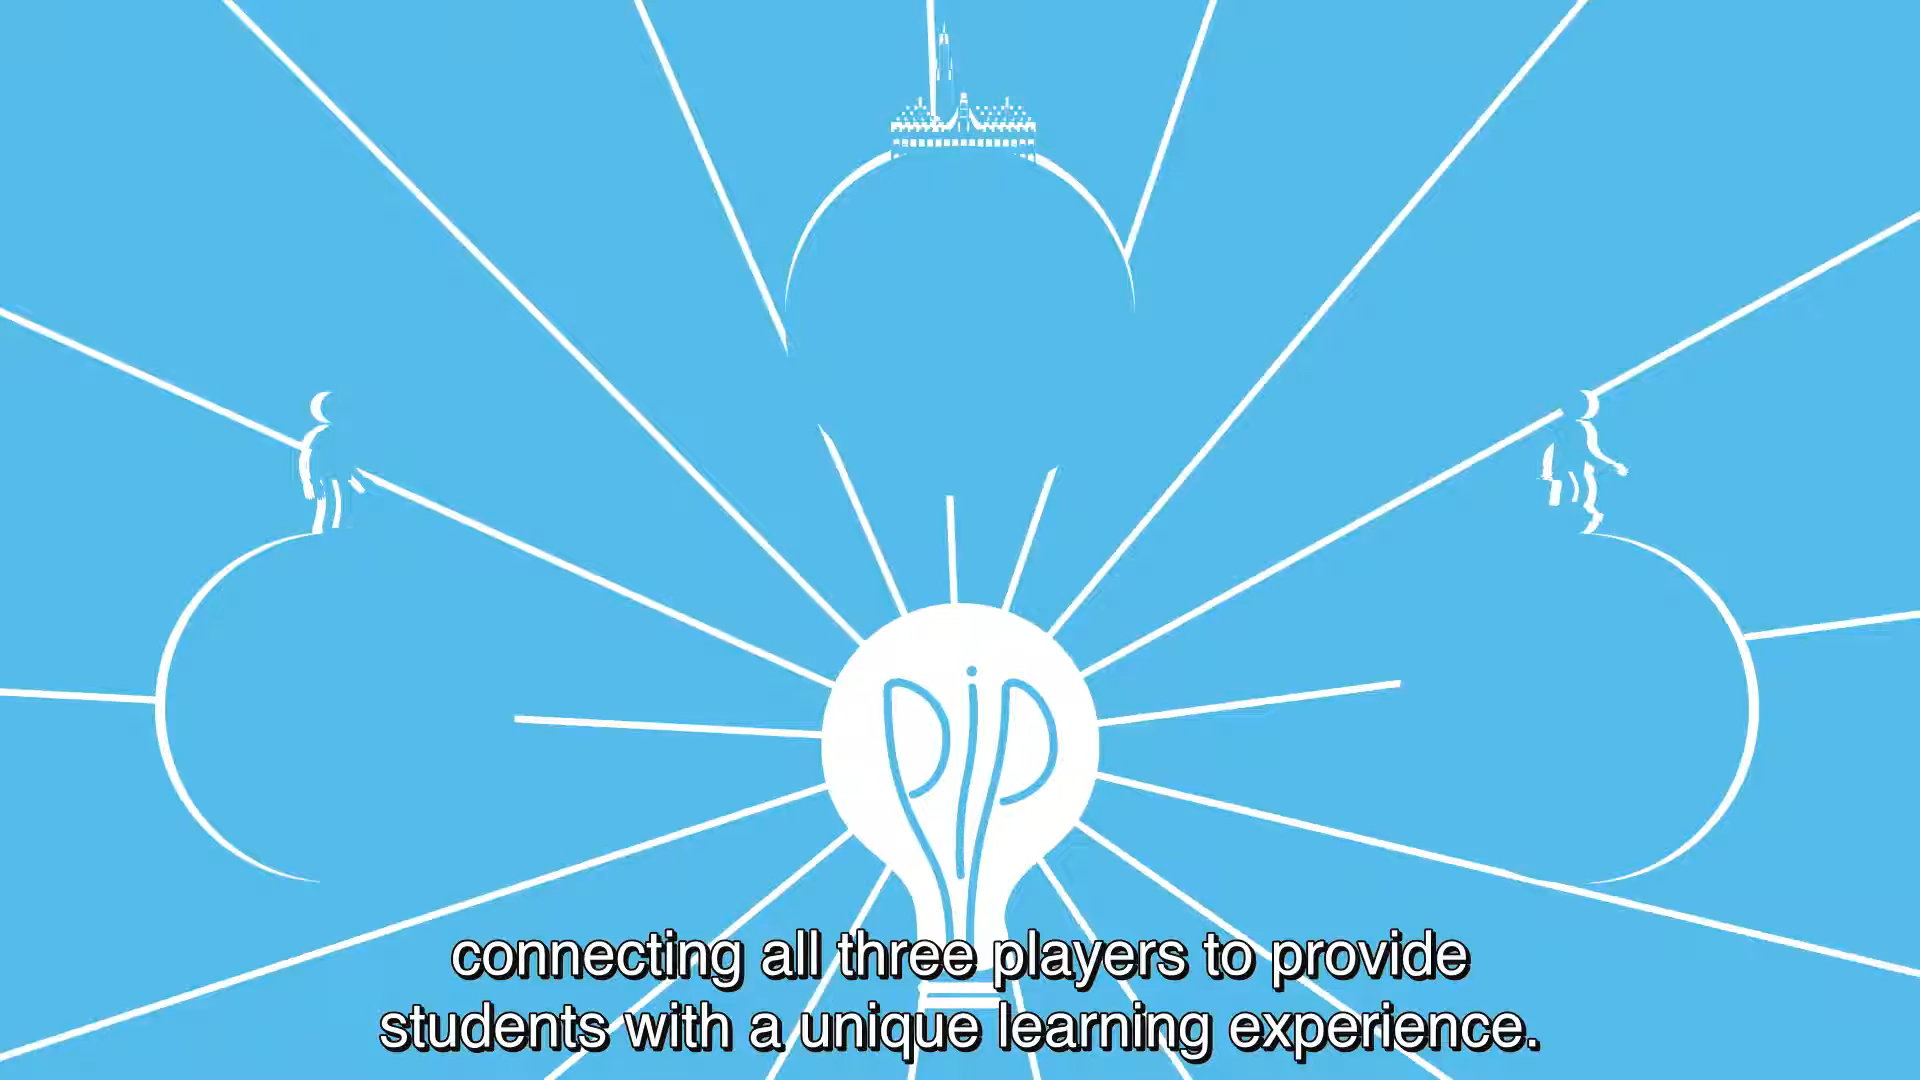 pip
connecting all three players to provide
students with a unique learning experience.